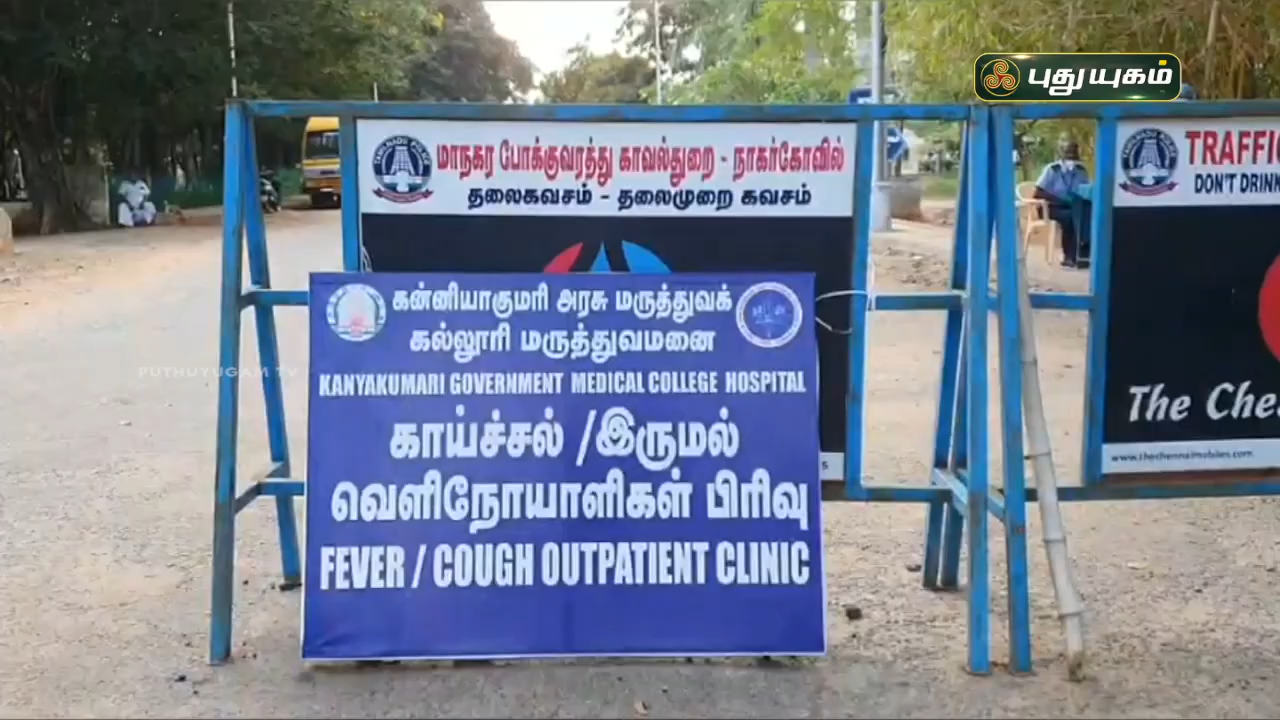 புதுயுகம்
மாநகர போக்குவரத்து காவல்துறை - நாகர்கோவில்
தலைகவசம் - தலைமுறை கவசம்
TRAFFIC
DON'T DRINK
கன்னியாகுமரி அரசு மருத்துவக்
கல்லூரி மருத்துவமனை
KANYAKUMARI GOVERNMENT MEDICAL COLLEGE HOSPITAL
காய்ச்சல் /இருமல்
வெளிநோயாளிகள் பிரிவு
FEVER / COUGH OUTPATIENT CLINIC
PUTHUYUGAM TV
The Che
www.thechennaimobiles.com